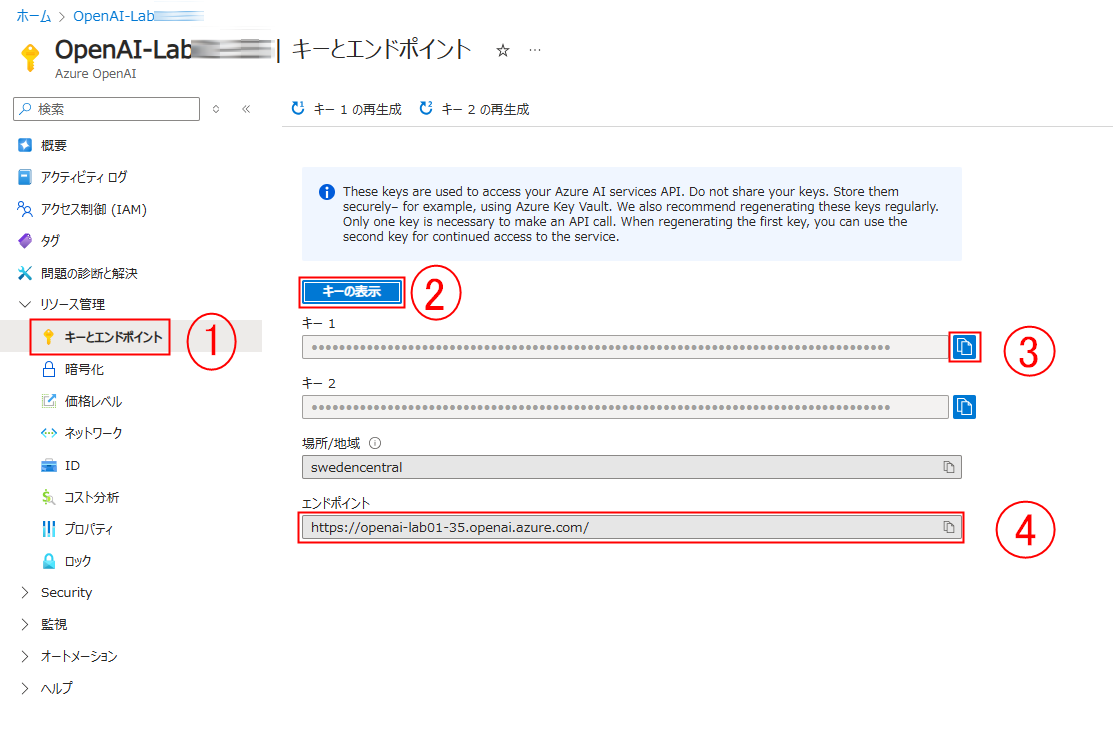 ホーム > OpenAI-Lab
OpenAI-Lab | キーとエンドポイント ☆ …
Azure OpenAI
検索
«
キー 1 の再生成 キー 2 の再生成
概要
アクティビティ ログ
アクセス制御 (IAM)
タグ
問題の診断と解決
リソース管理
キーとエンドポイント
1
暗号化
価格レベル
ネットワーク
ID
コスト分析
プロパティ
ロック
Security
監視
オートメーション
ヘルプ
These keys are used to access your Azure AI services API. Do not share your keys. Store them
securely– for example, using Azure Key Vault. We also recommend regenerating these keys regularly.
Only one key is necessary to make an API call. When regenerating the first key, you can use the
second key for continued access to the service.
キーの表示
2
キー 1
3
キー 2
場所/地域
swedencentral
エンドポイント
https://openai-lab01-35.openai.azure.com/
4